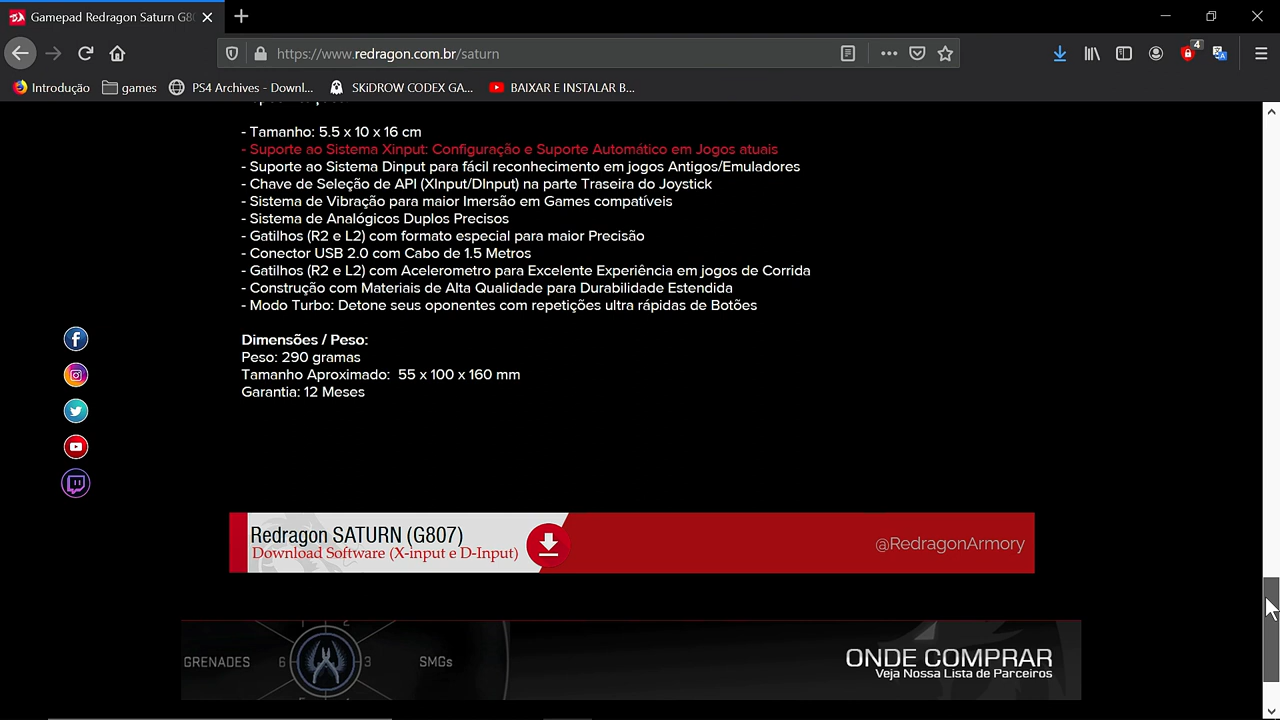 Gamepad Redragon Saturn G80
https://www.redragon.com.br/saturn
4
Introdução
games
PS4 Archives - Downl...
SKiDROW CODEX GA...
BAIXAR E INSTALAR B...
- Tamanho: 5.5 x 10 x 16 cm
- Suporte ao Sistema Xinput: Configuração e Suporte Automático em Jogos atuais
- Suporte ao Sistema Dinput para fácil reconhecimento em jogos Antigos/Emuladores
- Chave de Seleção de API (XInput/DInput) na parte Traseira do Joystick
- Sistema de Vibração para maior Imersão em Games compatíveis
- Sistema de Analógicos Duplos Precisos
- Gatilhos (R2 e L2) com formato especial para maior Precisão
- Conector USB 2.0 com Cabo de 1.5 Metros
- Gatilhos (R2 e L2) com Acelerometro para Excelente Experiência em jogos de Corrida
- Construção com Materiais de Alta Qualidade para Durabilidade Estendida
- Modo Turbo: Detone seus oponentes com repetições ultra rápidas de Botões
Dimensões / Peso:
Peso: 290 gramas
Tamanho Aproximado: 55 x 100 x 160 mm
Garantia: 12 Meses
Redragon SATURN (G807)
Download Software (X-input e D-Input)
@RedragonArmory
GRENADES 6 3 SMGs
ONDE COMPRAR
Veja Nossa Lista de Parceiros